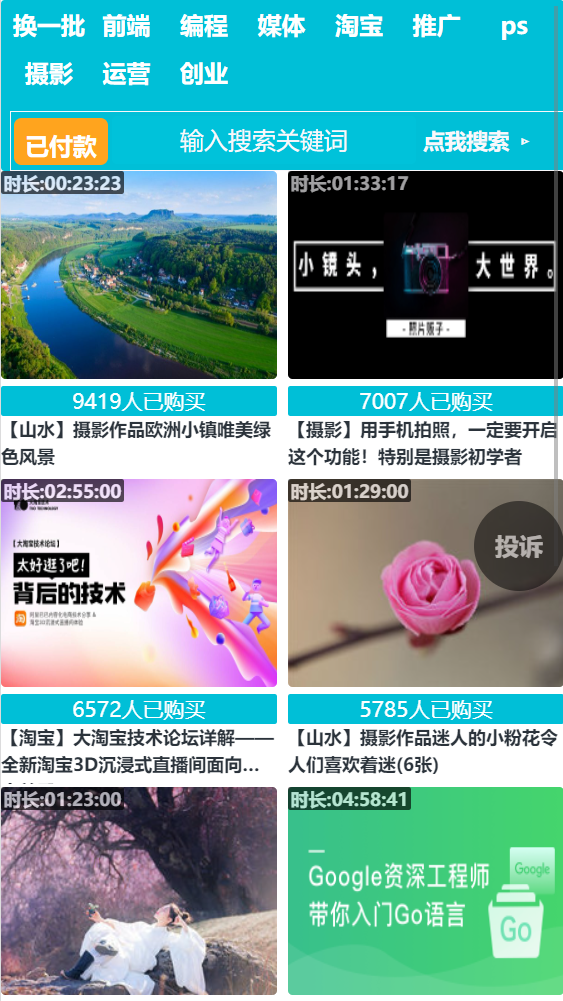 换一批 前端 编程 媒体 淘宝 推广 ps
摄影 运营 创业
已付款 输入搜索关键词 点我搜索
时长:00:23:23
9419人已购买
【山水】摄影作品欧洲小镇唯美绿
色风景
时长:01:33:17
小镜头，大世界。
- 照片贩子 -
7007人已购买
【摄影】用手机拍照，一定要开启
这个功能！特别是摄影初学者
时长:02:55:00
【大淘宝技术论坛】
太好逛了吧！
背后的技术
淘
6572人已购买
【淘宝】大淘宝技术论坛详解——
全新淘宝3D沉浸式直播间面向...
时长:01:29:00
投诉
5785人已购买
【山水】摄影作品迷人的小粉花令
人们喜欢着迷(6张)
时长:01:23:00
时长:04:58:41
Google资深工程师
带你入门Go语言
Google
Go